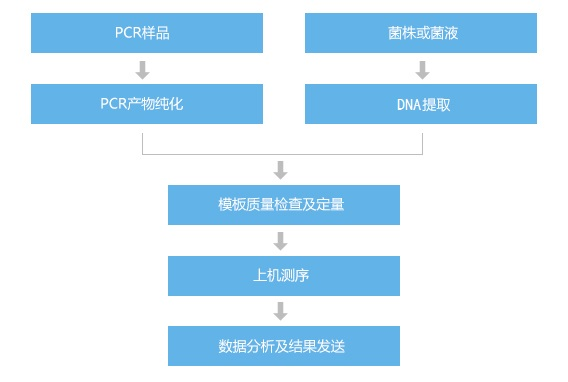 PCR样品
菌株或菌液
PCR产物纯化
DNA提取
模板质量检查及定量
上机测序
数据分析及结果发送